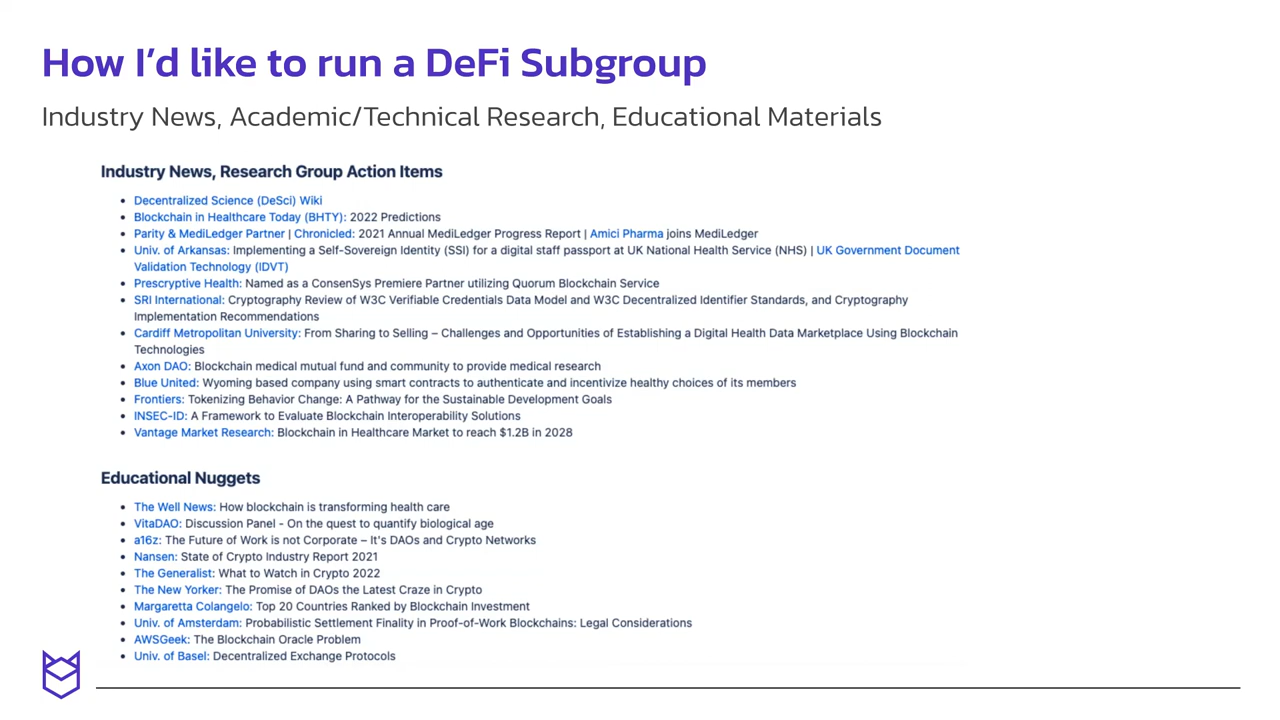 How I’d like to run a DeFi Subgroup
Industry News, Academic/Technical Research, Educational Materials
Industry News, Research Group Action Items
• Decentralized Science (DeSci) Wiki
• Blockchain in Healthcare Today (BHTY): 2022 Predictions
• Parity & MediLedger Partner | Chronicled: 2021 Annual MediLedger Progress Report | Amici Pharma joins MediLedger
• Univ. of Arkansas: Implementing a Self-Sovereign Identity (SSI) for a digital staff passport at UK National Health Service (NHS) | UK Government Document
Validation Technology (IDVT)
• Prescryptive Health: Named as a ConsenSys Premiere Partner utilizing Quorum Blockchain Service
• SRI International: Cryptography Review of W3C Verifiable Credentials Data Model and W3C Decentralized Identifier Standards, and Cryptography
Implementation Recommendations
• Cardiff Metropolitan University: From Sharing to Selling – Challenges and Opportunities of Establishing a Digital Health Data Marketplace Using Blockchain
Technologies
• Axon DAO: Blockchain medical mutual fund and community to provide medical research
• Blue United: Wyoming based company using smart contracts to authenticate and incentivize healthy choices of its members
• Frontiers: Tokenizing Behavior Change: A Pathway for the Sustainable Development Goals
• INSEC-ID: A Framework to Evaluate Blockchain Interoperability Solutions
• Vantage Market Research: Blockchain in Healthcare Market to reach $1.2B in 2028
Educational Nuggets
• The Well News: How blockchain is transforming health care
• VitaDAO: Discussion Panel - On the quest to quantify biological age
• a16z: The Future of Work is not Corporate – It's DAOs and Crypto Networks
• Nansen: State of Crypto Industry Report 2021
• The Generalist: What to Watch in Crypto 2022
• The New Yorker: The Promise of DAOs the Latest Craze in Crypto
• Margaretta Colangelo: Top 20 Countries Ranked by Blockchain Investment
• Univ. of Amsterdam: Probabilistic Settlement Finality in Proof-of-Work Blockchains: Legal Considerations
• AWSGeek: The Blockchain Oracle Problem
• Univ. of Basel: Decentralized Exchange Protocols